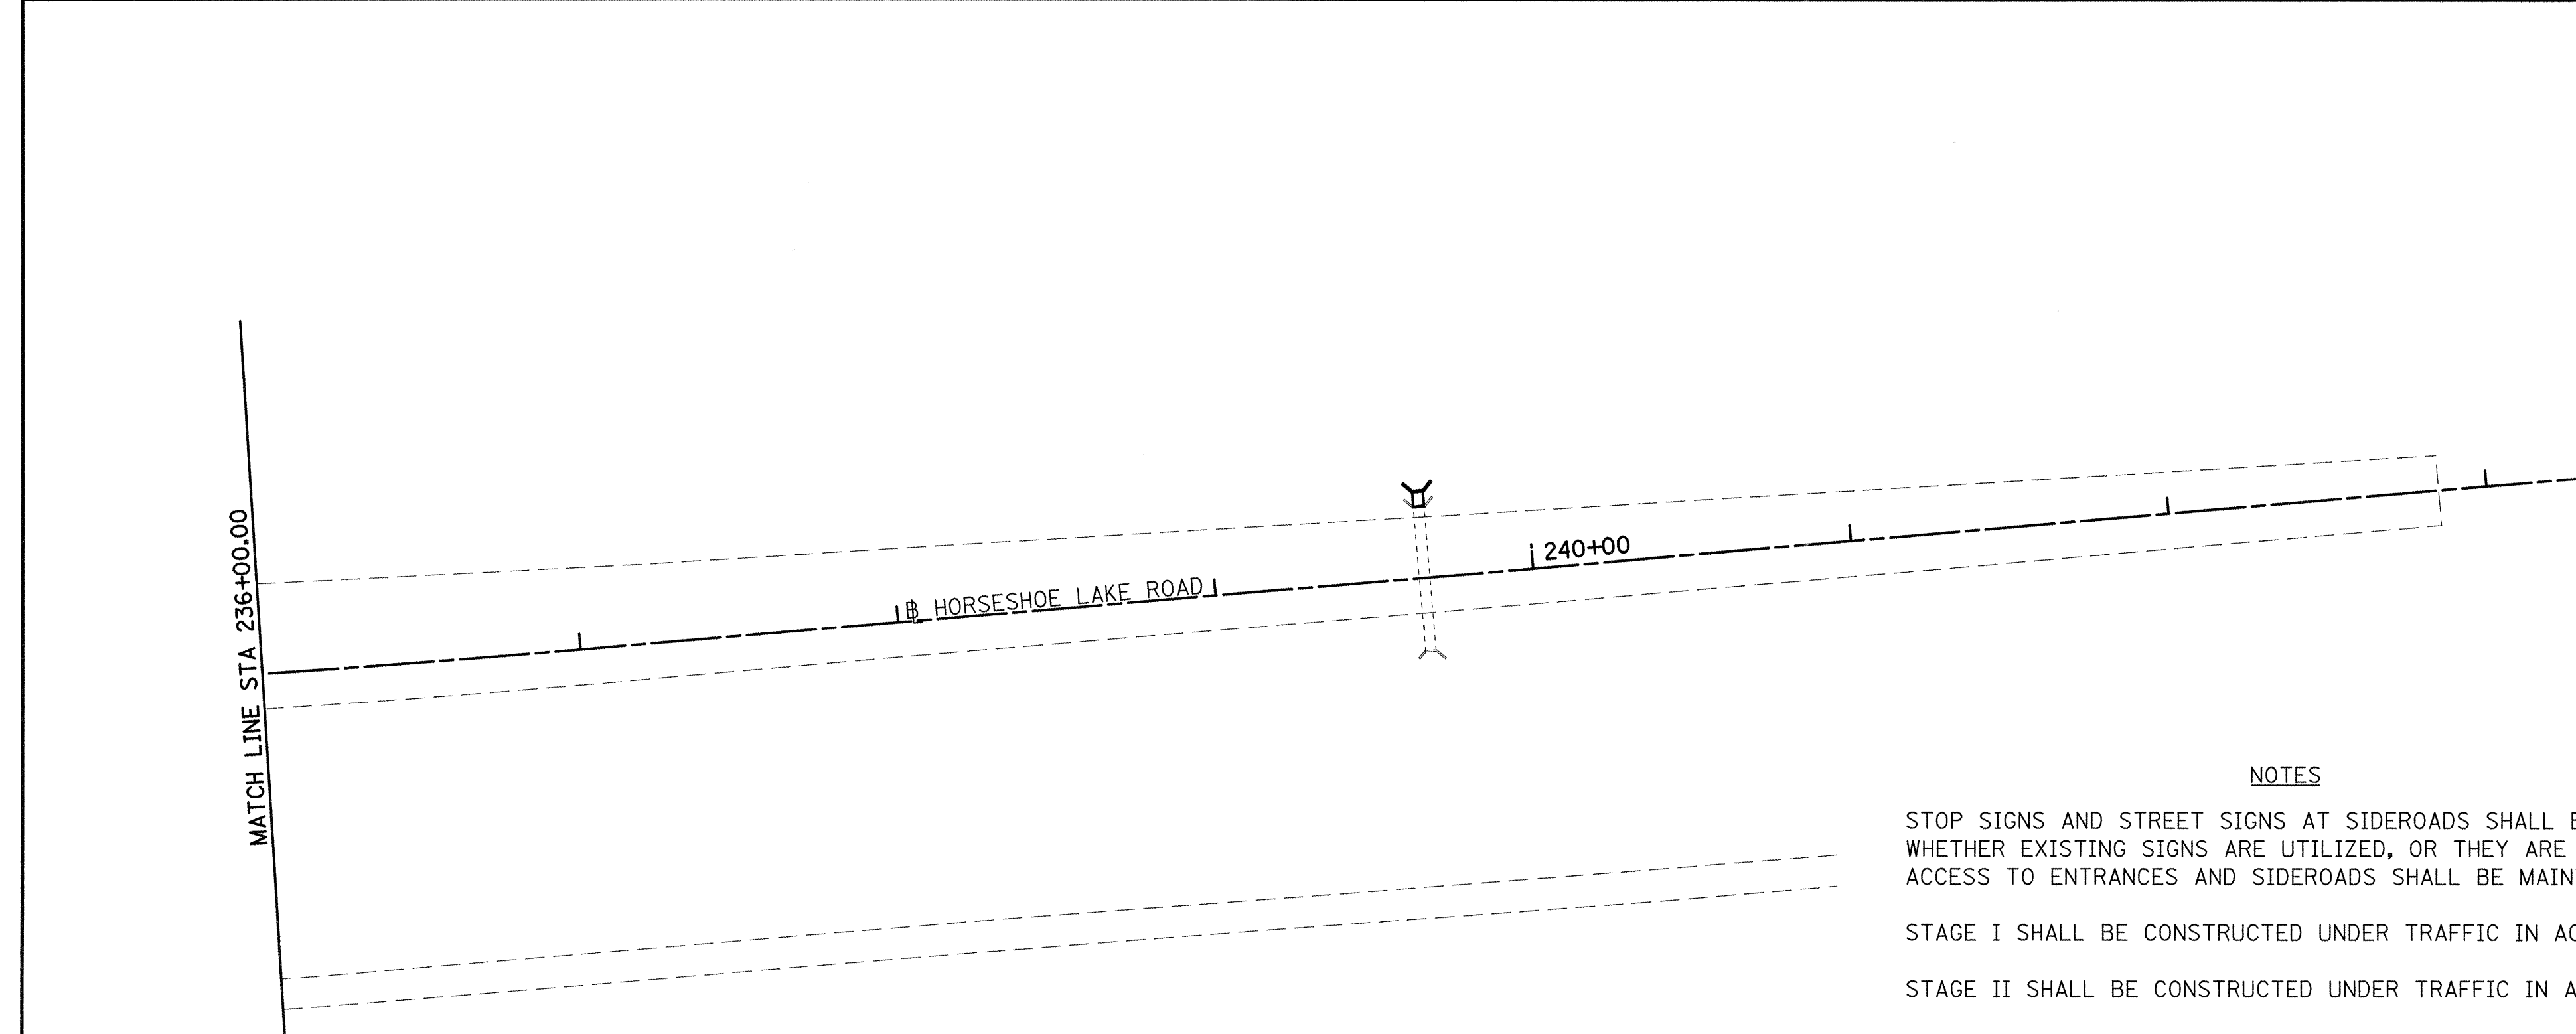 MATCH LINE STA 236+00.00
HORSESHOE LAKE ROAD
240+00
NOTES
STOP SIGNS AND STREET SIGNS AT SIDEROADS SHALL
WHETHER EXISTING SIGNS ARE UTILIZED, OR THEY ARE
ACCESS TO ENTRANCES AND SIDEROADS SHALL BE MAIN
STAGE I SHALL BE CONSTRUCTED UNDER TRAFFIC IN AC
STAGE II SHALL BE CONSTRUCTED UNDER TRAFFIC IN A